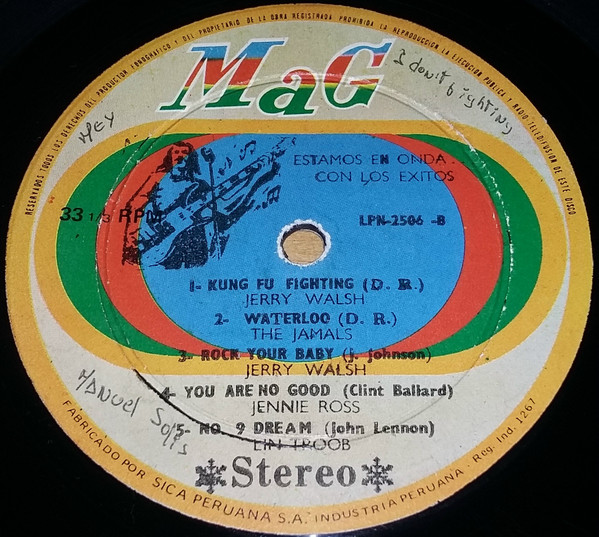 RESERVADOS TODOS LOS DERECHOS DEL PRODUCTOR FONOGRAFICO Y DEL PROPIETARIO DE LA OBRA REGISTRADA PROHIBIDA LA REPRODUCCION LA EJECUCION PUBLICA Y RADIO TELEDIFUSION DE ESTE DISCO
MaG
HEY
I don't fighting
ESTAMOS EN ONDA...
CON LOS EXITOS
33 1/3 RPM
LPN-2506 -B
1- KUNG FU FIGHTING (D. R.)
JERRY WALSH
2- WATERLOO (D. R.)
THE JAMALS
3- ROCK YOUR BABY (J. Johnson)
JERRY WALSH
4- YOU ARE NO GOOD (Clint Ballard)
JENNIE ROSS
5- NO. 9 DREAM (John Lennon)
EIN TROOB
Manuel Solis
Stereo
FABRICADO POR SICA PERUANA S.A. INDUSTRIA PERUANA - Reg. Ind. 1267